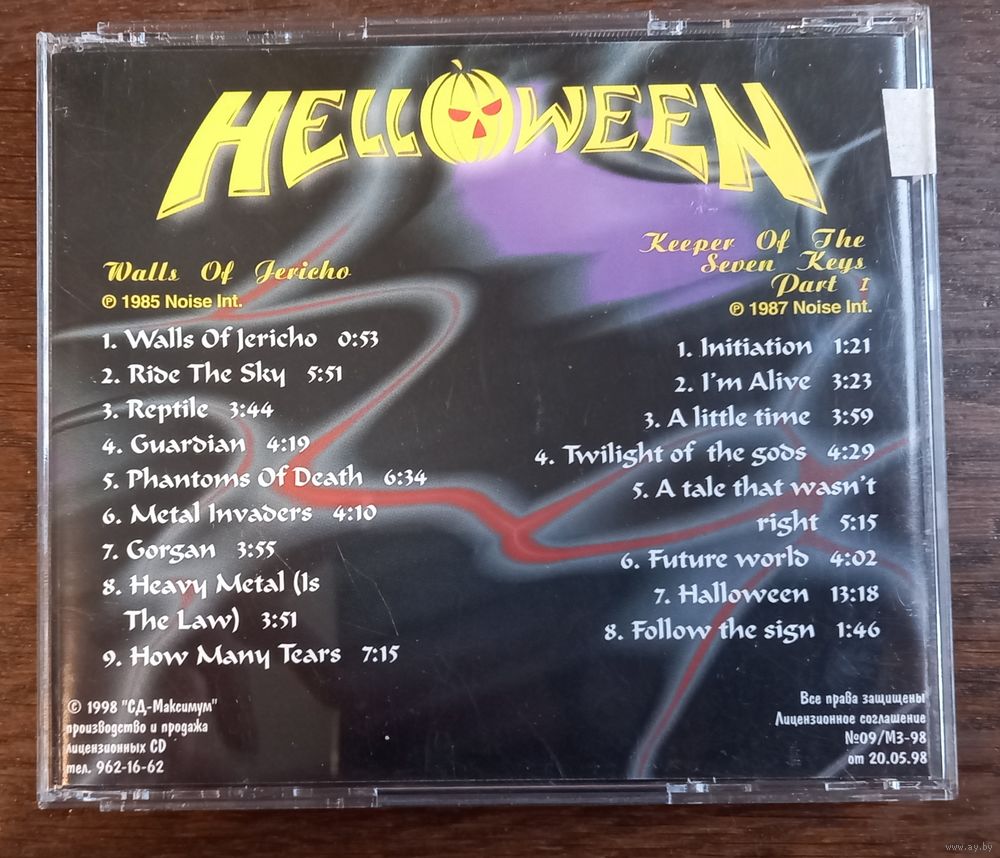 HELLOWEEN
Walls Of Jericho
℗ 1985 Noise Int.
1. Walls Of Jericho 0:53
2. Ride The Sky 5:51
3. Reptile 3:44
4. Guardian 4:19
5. Phantoms Of Death 6:34
6. Metal Invaders 4:10
7. Gorgan 3:55
8. Heavy Metal (Is
The Law) 3:51
9. How Many Tears 7:15
Keeper Of The
Seven Keys
Part I
℗ 1987 Noise Int.
1. Initiation 1:21
2. I'm Alive 3:23
3. A little time 3:59
4. Twilight of the gods 4:29
5. A tale that wasn't
right 5:15
6. Future world 4:02
7. Halloween 13:18
8. Follow the sign 1:46
© 1998 "СД-Максимум"
производство и продажа
лицензионных CD
тел. 962-16-62
Все права защищены
Лицензионное соглашение
№09/МЗ-98
от 20.05.98
www.ay.by